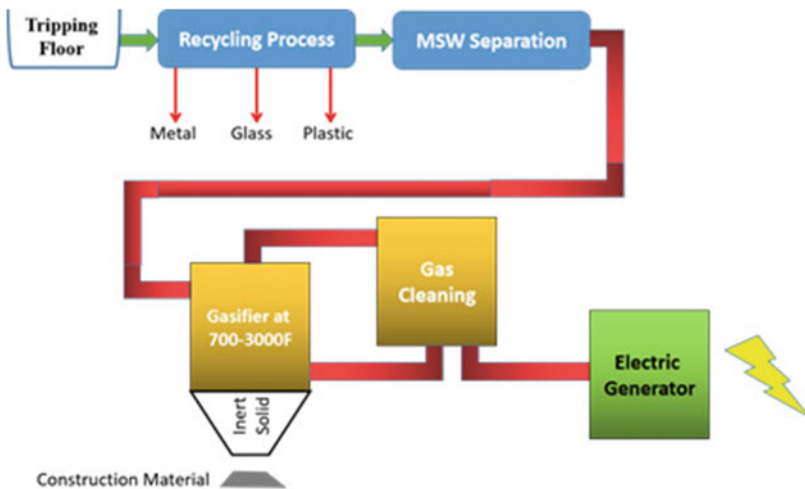 Tripping
Floor
Recycling Process
MSW Separation
Metal
Glass
Plastic
Gas
Cleaning
Gasifier at
700-3000F
Electric
Generator
Inert
Solid
Construction Material